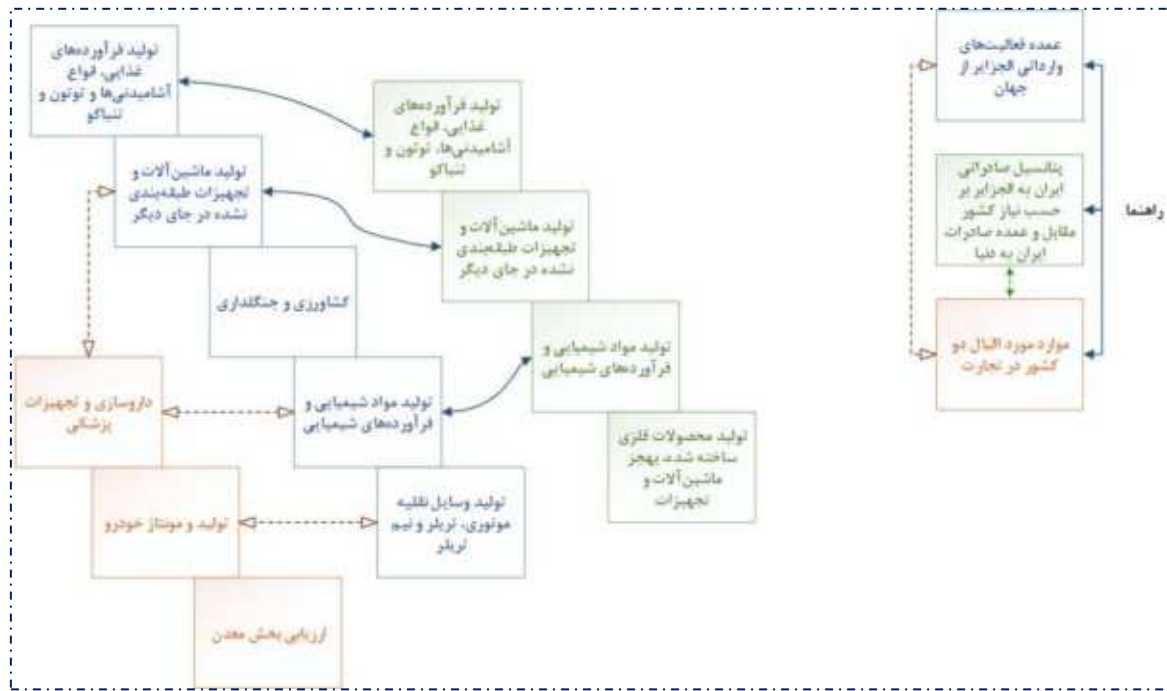 عمده فعالیت‌های
وارداتی الجزایر از
جهان
پتانسیل صادراتی
ایران به الجزایر بر
حسب نیاز کشور
مقابل و عمده صادرات
ایران به دنیا
راهنما
موارد مورد اقبال دو
کشور در تجارت
تولید فرآورده‌های
غذایی، انواع
آشامیدنی‌ها، توتون و
تنباکو
تولید ماشین‌آلات و
تجهیزات طبقه‌بندی
نشده در جای دیگر
تولید مواد شیمیایی و
فرآورده‌های شیمیایی
تولید محصولات فلزی
ساخته شده، بهجز
ماشین‌آلات و
تجهیزات
تولید فرآورده‌های
غذایی، انواع
آشامیدنی‌ها و توتون و
تنباکو
تولید ماشین‌آلات و
تجهیزات طبقه‌بندی
نشده در جای دیگر
کشاورزی و جنگلداری
تولید مواد شیمیایی و
فرآورده‌های شیمیایی
تولید وسایل نقلیه
موتوری، تریلر و نیم
تریلر
داروسازی و تجهیزات
پزشکی
تولید و مونتاژ خودرو
ارزیابی بخش معدن